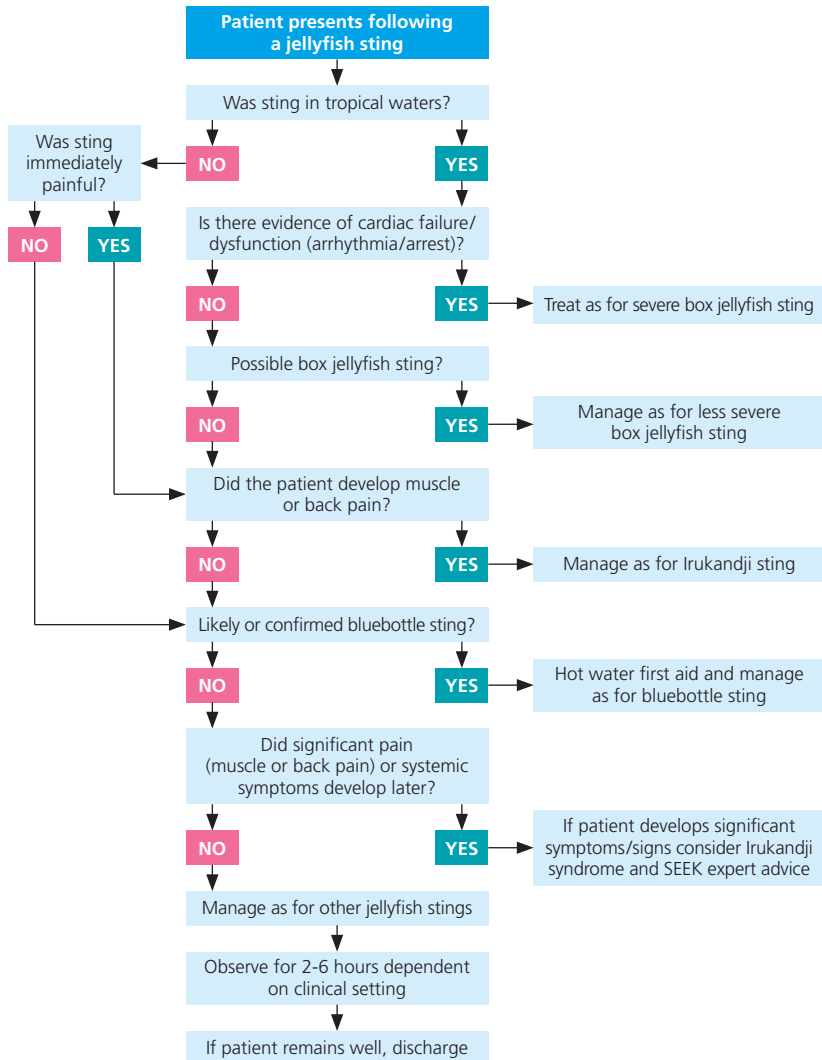 Patient presents following
a jellyfish sting
Was sting in tropical waters?
Was sting
immediately
painful?
NO
YES
NO
YES
Is there evidence of cardiac failure/
dysfunction (arrhythmia/arrest)?
NO
YES
Treat as for severe box jellyfish sting
Possible box jellyfish sting?
NO
YES
Manage as for less severe
box jellyfish sting
Did the patient develop muscle
or back pain?
NO
YES
Manage as for Irukandji sting
Likely or confirmed bluebottle sting?
NO
YES
Hot water first aid and manage
as for bluebottle sting
Did significant pain
(muscle or back pain) or systemic
symptoms develop later?
NO
YES
If patient develops significant
symptoms/signs consider Irukandji
syndrome and SEEK expert advice
Manage as for other jellyfish stings
Observe for 2-6 hours dependent
on clinical setting
If patient remains well, discharge